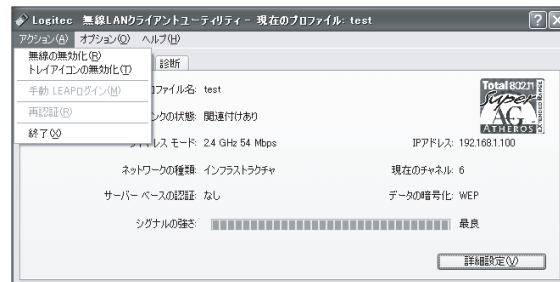 Logitec 無線LANクライアントユーティリティ - 現在のプロファイル: test
アクション(A) オプション(O) ヘルプ(H)
無線の無効化(R)
トレイアイコンの無効化(T)
手動 LEAPログイン(M)
再認証(R)
終了(X)
診断
ロファイル名: test
ンクの状態: 関連付けあり
レス モード: 2.4 GHz 54 Mbps
IPアドレス: 192.168.1.100
ネットワークの種類: インフラストラクチャ
現在のチャネル: 6
サーバー ベースの認証: なし
データの暗号化: WEP
シグナルの強さ:
最良
詳細設定(V)
Total 802.11
Super
AG
ATHEROS
EXTENDED RANGE